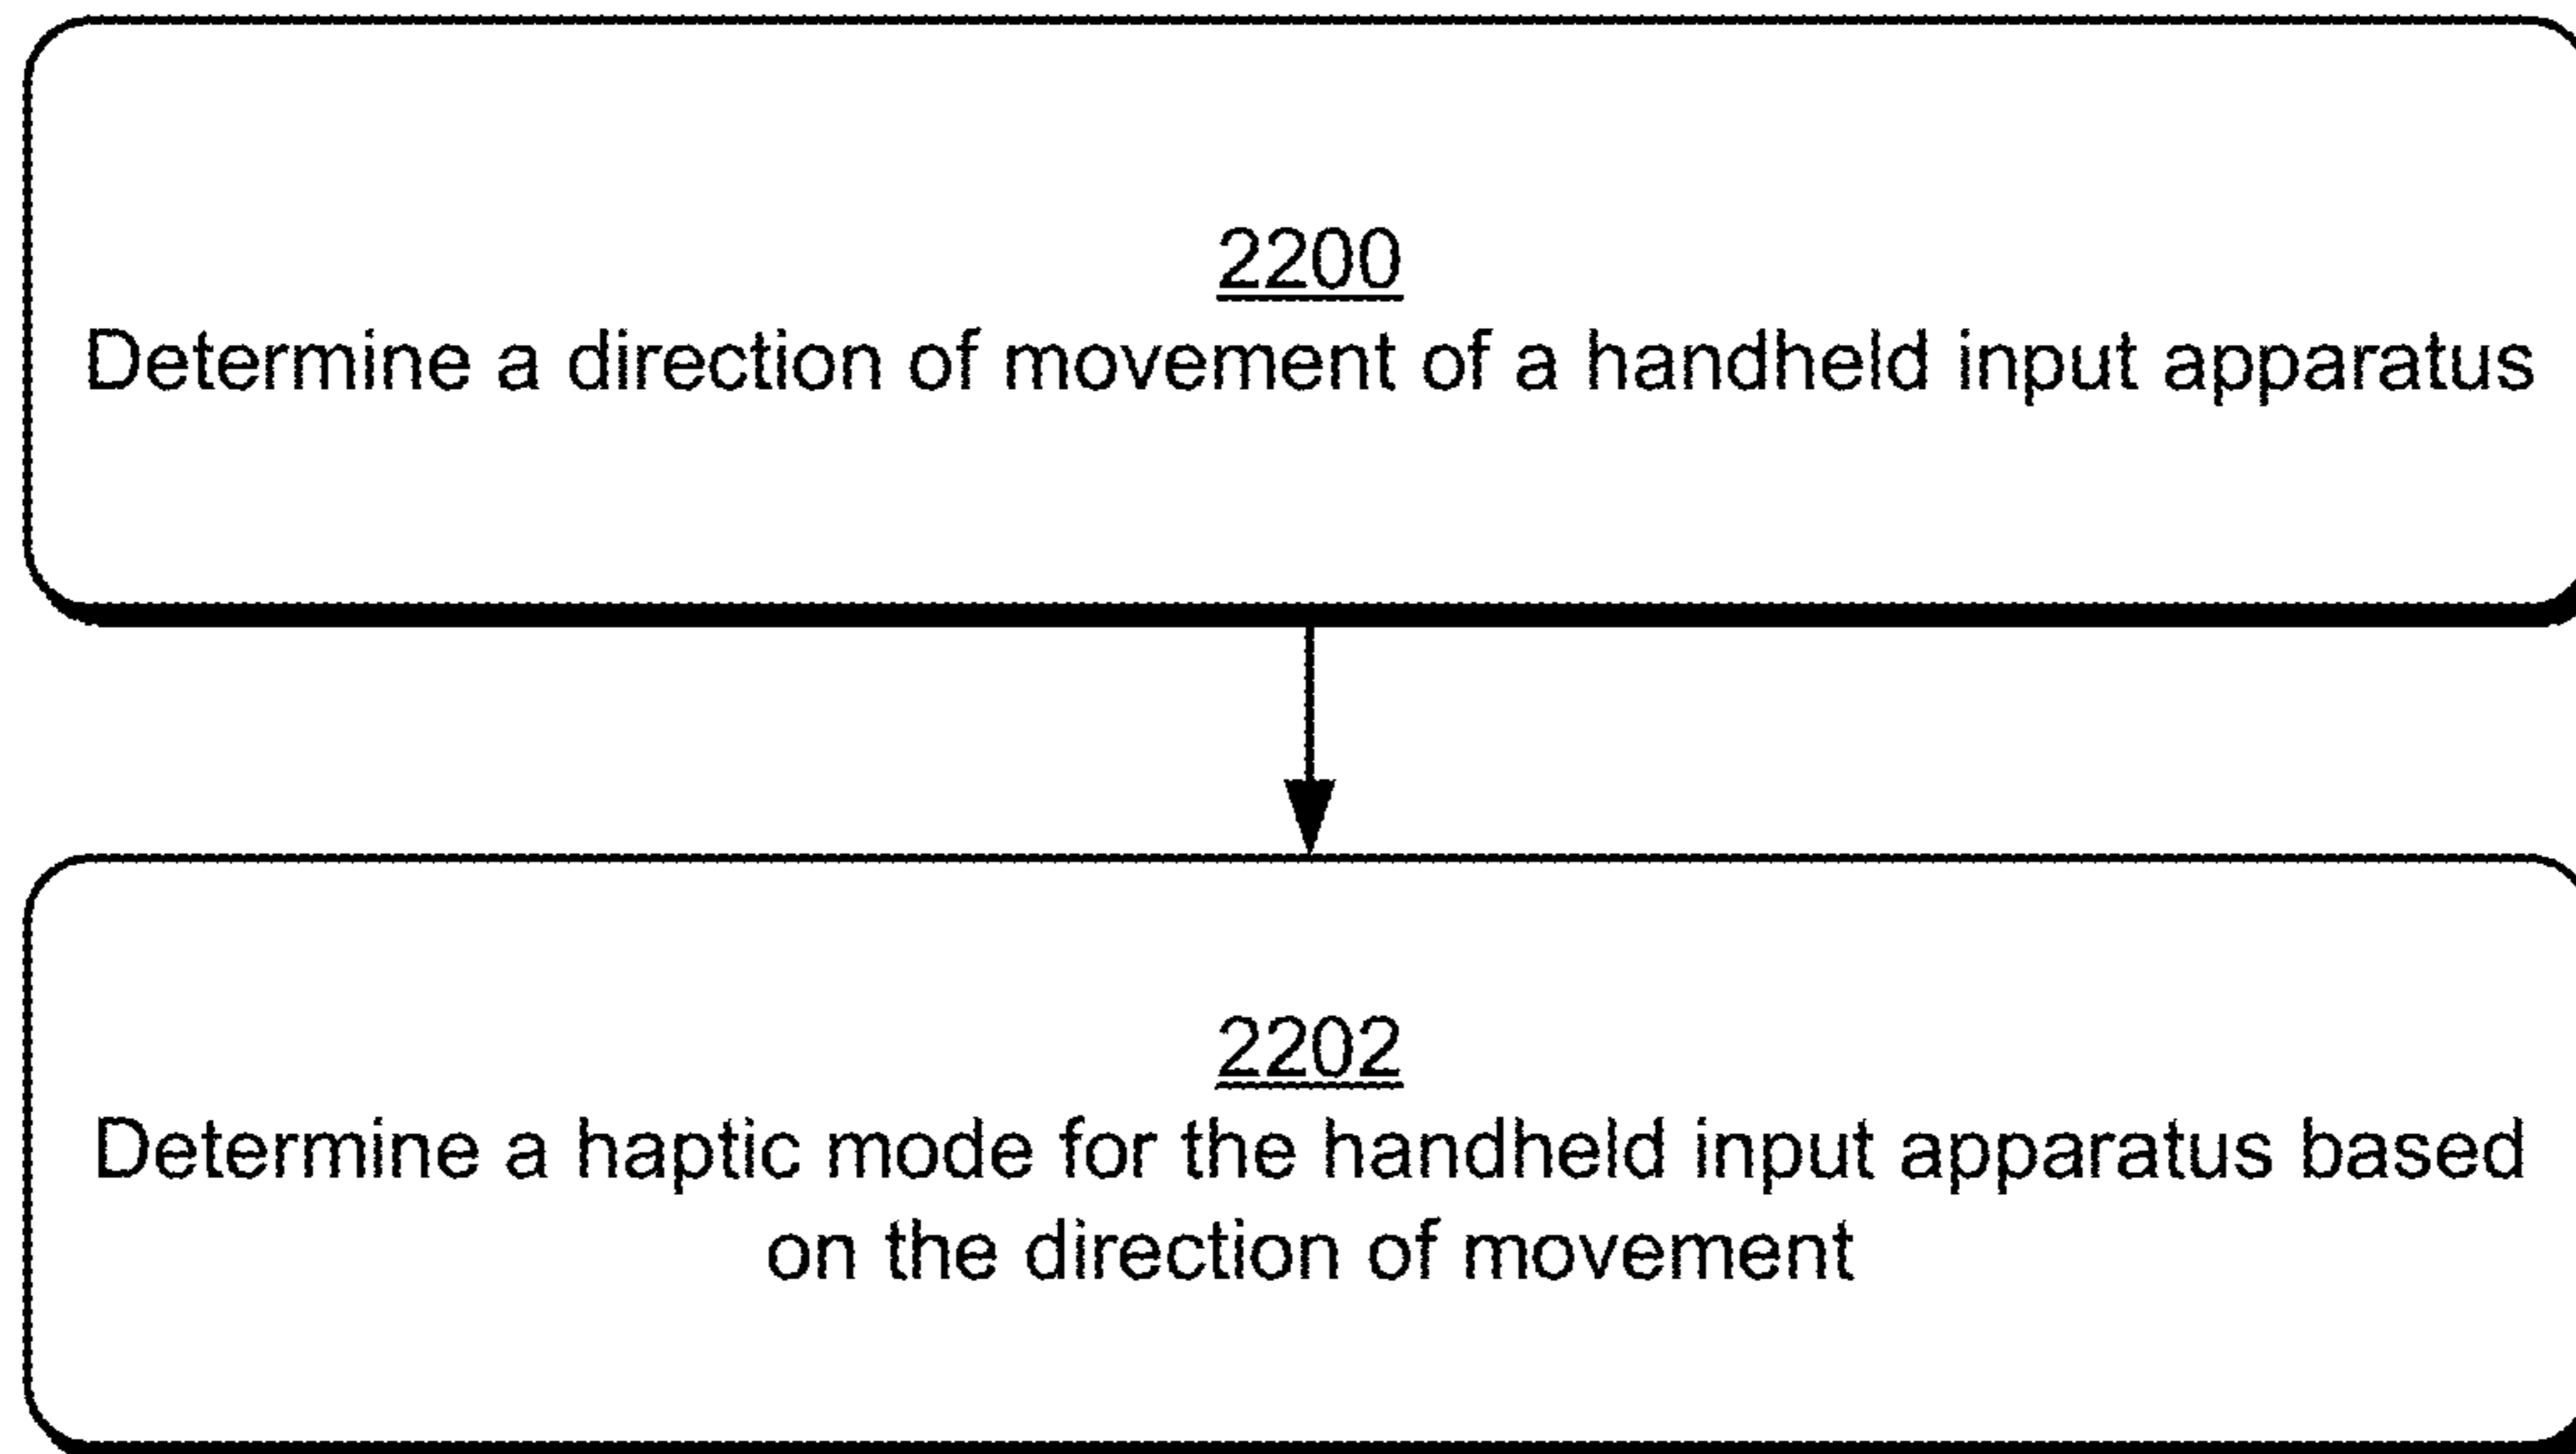 2200
Determine a direction of movement of a handheld input apparatus
2202
Determine a haptic mode for the handheld input apparatus based
on the direction of movement